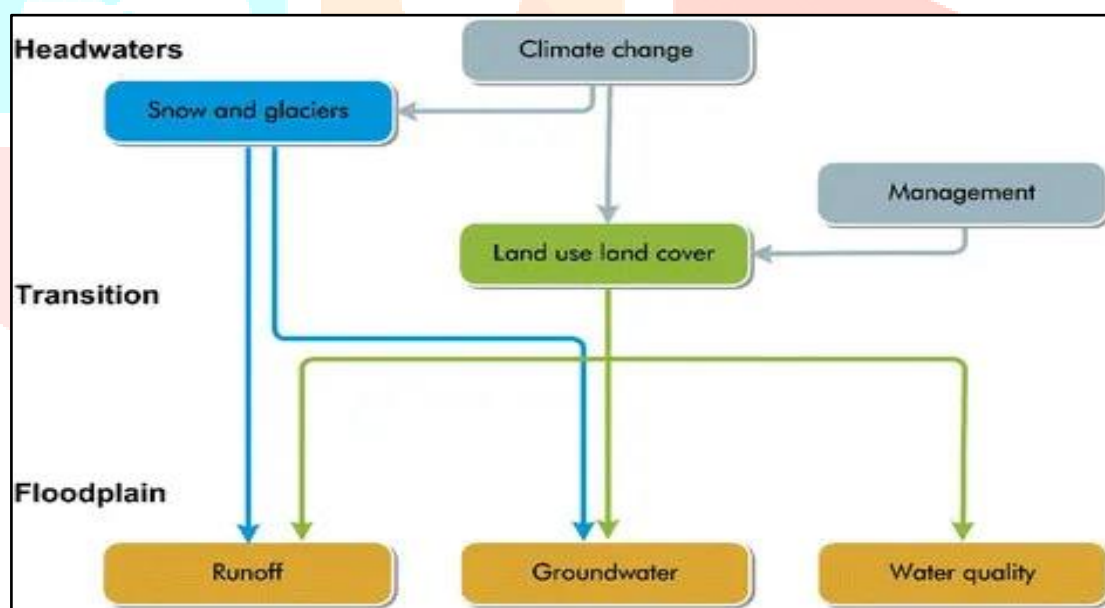 Headwaters
Climate change
Snow and glaciers
Management
Land use land cover
Transition
Floodplain
Runoff
Groundwater
Water quality